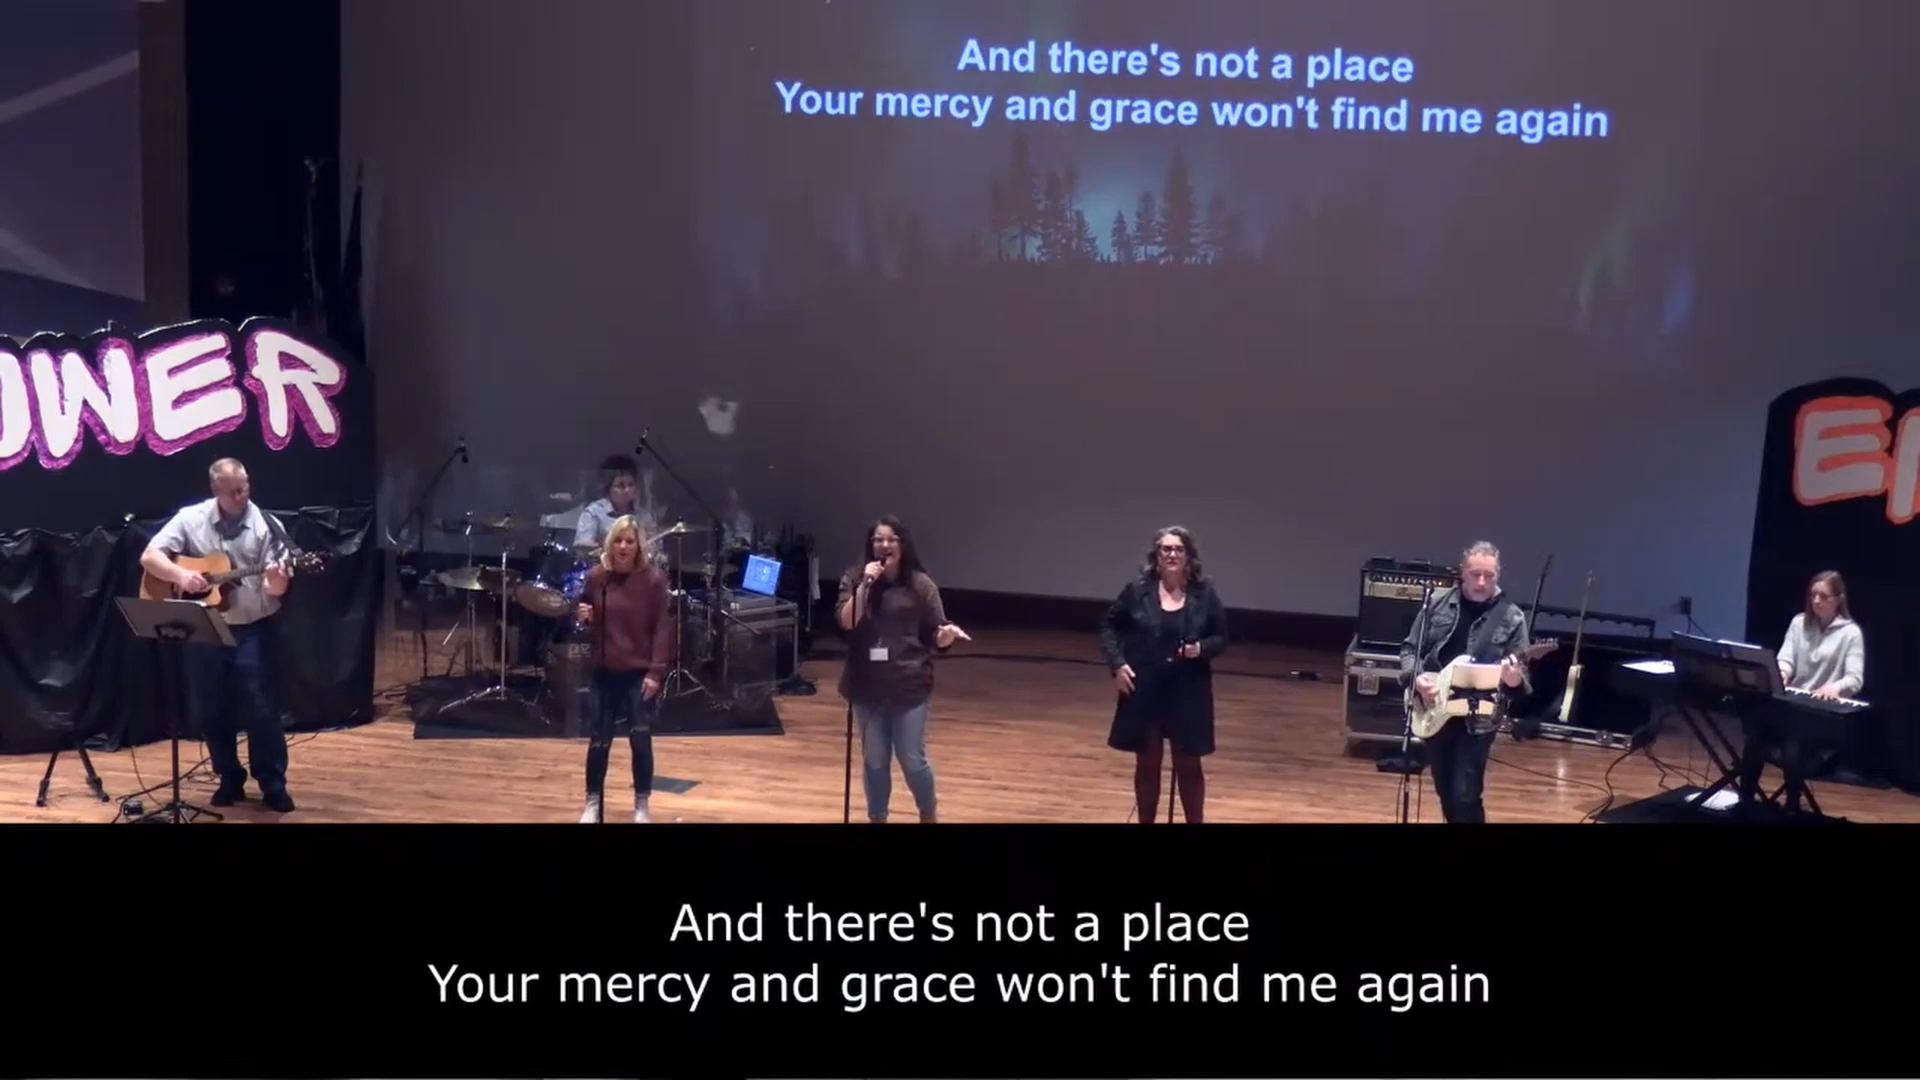 And there's not a place
Your mercy and grace won't find me again
OWER
And there's not a place
Your mercy and grace won't find me again